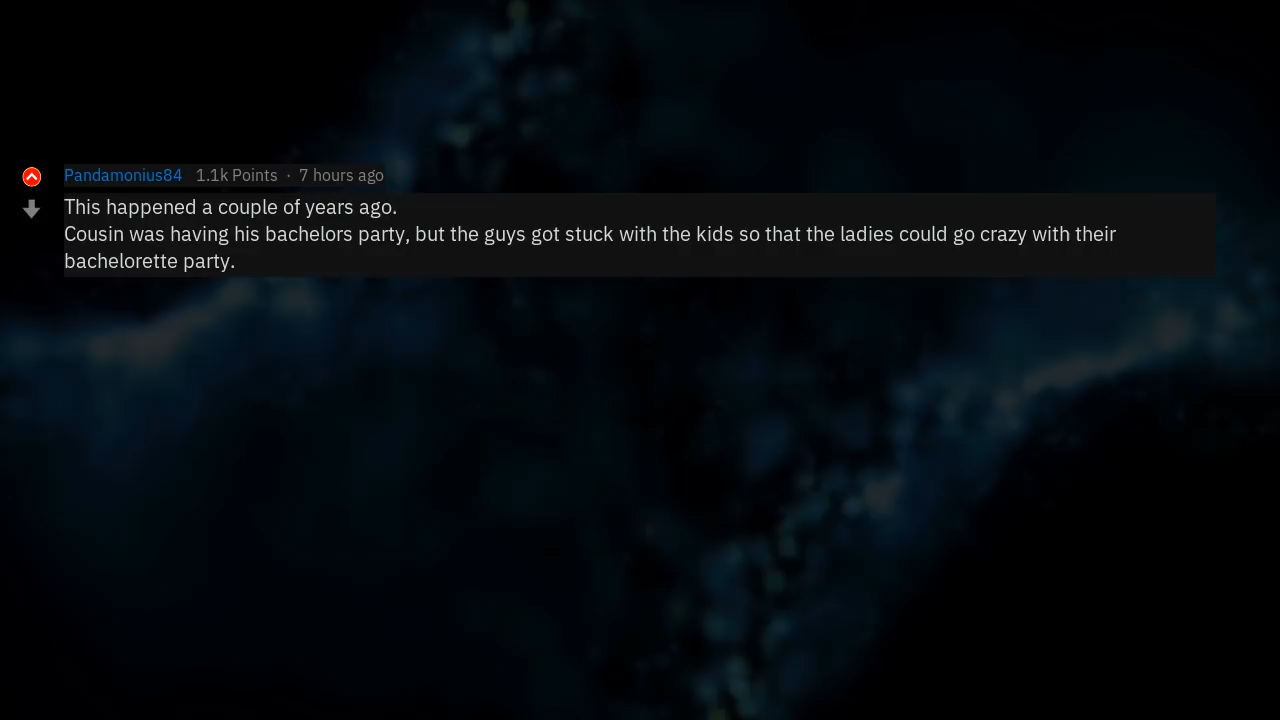 Pandamonius84 1.1k Points · 7 hours ago
This happened a couple of years ago.
Cousin was having his bachelors party, but the guys got stuck with the kids so that the ladies could go crazy with their
bachelorette party.